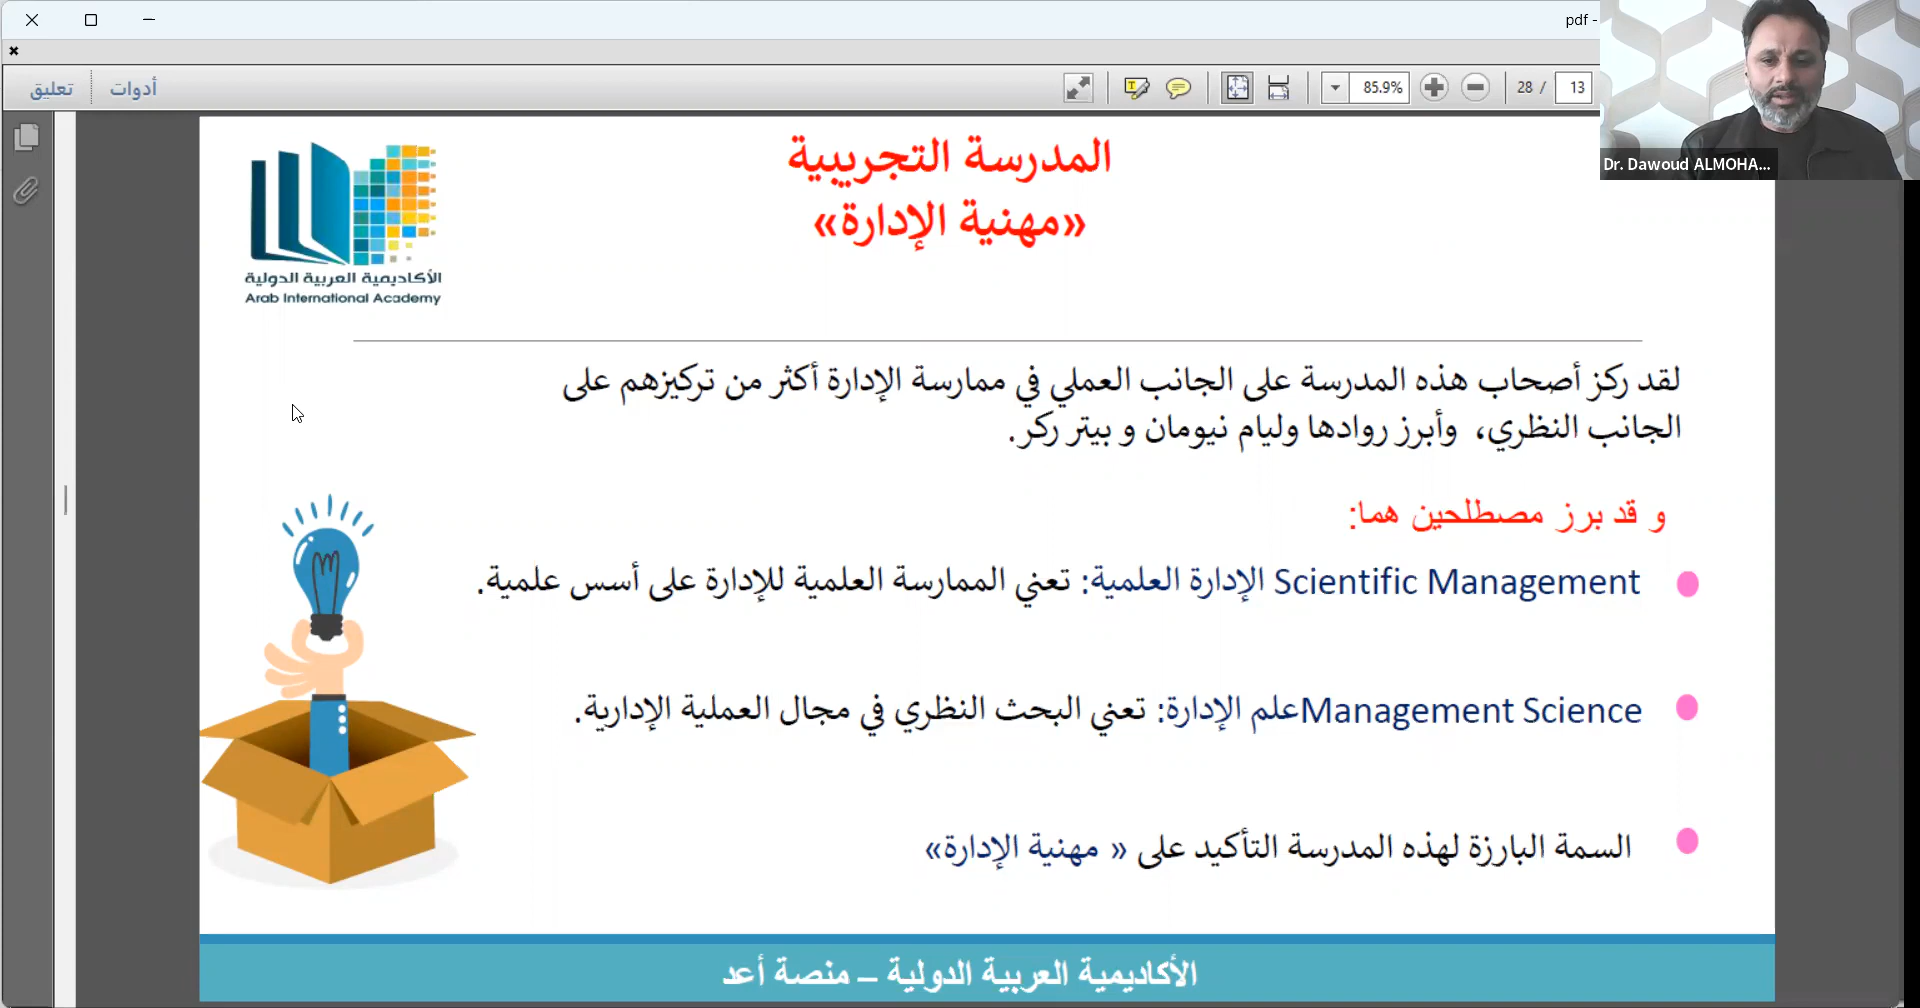 pdf -
تعليق
أدوات
85.9%
28 /
13
Dr. Dawoud ALMOHA...
المدرسة التجريبية
«مهنية الإدارة»
الأكاديمية العربية الدولية
Arab International Academy
لقد ركز أصحاب هذه المدرسة على الجانب العملي في ممارسة الإدارة أكثر من تركيزهم على
الجانب النظري، وأبرز روادها وليام نيومان و بيتر ركر.
و قد برز مصطلحين هما:
Scientific Management الإدارة العلمية: تعني الممارسة العلمية للإدارة على أسس علمية.
Management Scienceعلم الإدارة: تعني البحث النظري في مجال العملية الإدارية.
السمة البارزة لهذه المدرسة التأكيد على « مهنية الإدارة»
الأكاديمية العربية الدولية – منصة أعد